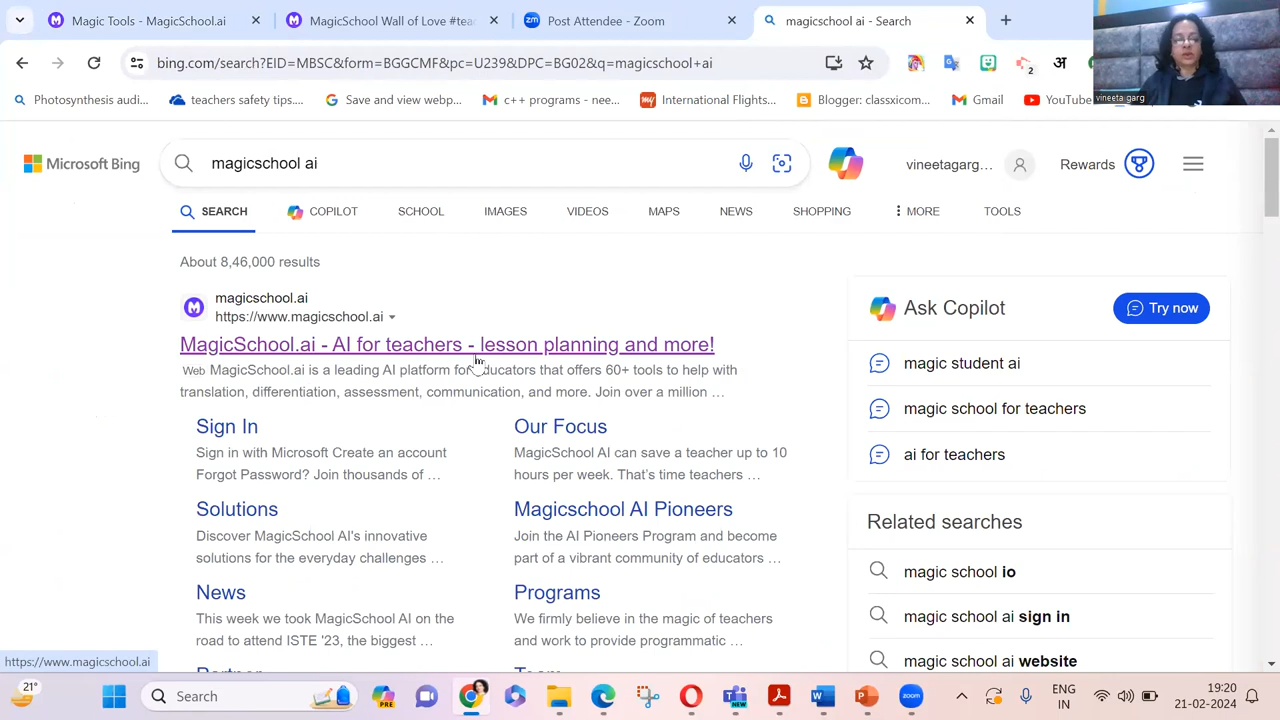 Magic Tools - MagicSchool.ai
MagicSchool Wall of Love #tea
Post Attendee - Zoom
magicschool ai - Search
bing.com/search?EID=MBSC&form=BGGCMF&pc=U239&DPC=BG02&q=magicschool+ai
2
अ
vineeta garg
Photosynthesis audi...
teachers safety tips....
Save and view webp...
c++ programs - nee...
International Flights...
Bloggerclassxicom...
Gmail
YouTube
Microsoft Bing
magicschool ai
vineetagarg...
Rewards
SEARCH
COPILOT
SCHOOL
IMAGES
VIDEOS
MAPS
NEWS
SHOPPING
MORE
TOOLS
About 8,46,000 results
magicschool.ai
https://www.magicschool.ai
MagicSchool.ai - AI for teachers - lesson planning and more!
Web MagicSchool.ai is a leading AI platform for educators that offers 60+ tools to help with
translation, differentiation, assessment, communication, and more. Join over a million ...
Sign In
Sign in with Microsoft Create an account
Forgot Password? Join thousands of ...
Our Focus
MagicSchool AI can save a teacher up to 10
hours per week. That's time teachers ...
Solutions
Discover MagicSchool AI's innovative
solutions for the everyday challenges ...
Magicschool AI Pioneers
Join the AI Pioneers Program and become
part of a vibrant community of educators ...
News
This week we took MagicSchool AI on the
road to attend ISTE '23, the biggest ...
Programs
We firmly believe in the magic of teachers
and work to provide programmatic ...
Ask Copilot
Try now
magic student ai
magic school for teachers
ai for teachers
Related searches
magic school io
magic school ai sign in
magic school ai website
https://www.magicschool.ai
21°
Search
PRE
NEW
zoom
ENG
IN
19:20
21-02-2024